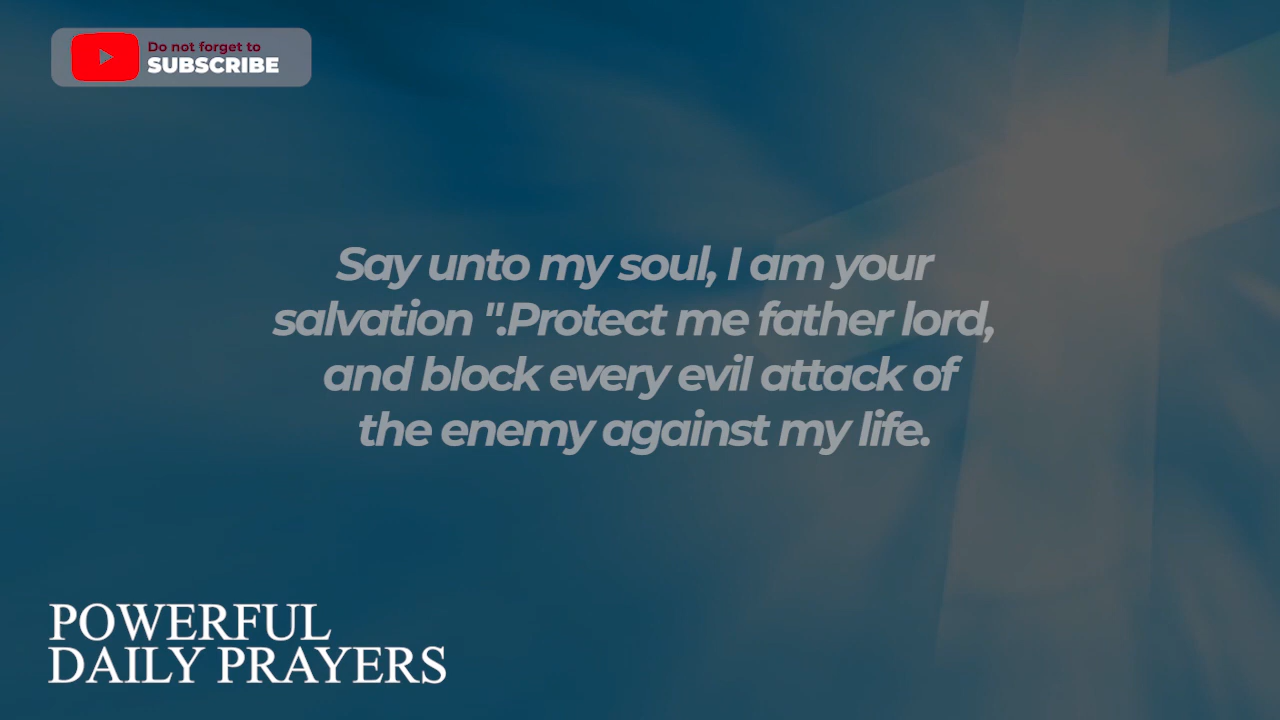 Do not forget to
SUBSCRIBE
Say unto my soul, I am your
salvation ".Protect me father lord,
and block every evil attack of
the enemy against my life.
POWERFUL
DAILY PRAYERS